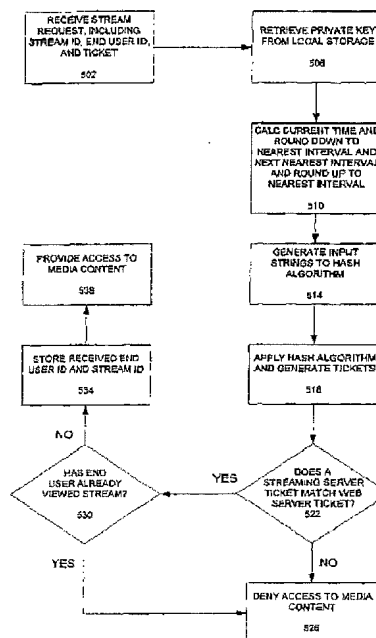 RECEIVE STREAM
REQUEST, INCLUDING
STREAM ID, END USER ID,
AND TICKET
502
RETRIEVE PRIVATE KEY
FROM LOCAL STORAGE
506
CALC CURRENT TIME AND
ROUND DOWN TO
NEAREST INTERVAL AND
NEXT NEAREST INTERVAL
AND ROUND UP TO
NEAREST INTERVAL
510
GENERATE INPUT
STRINGS TO HASH
ALGORITHM
514
APPLY HASH ALGORITHM
AND GENERATE TICKETS
518
DOES A
STREAMING SERVER
TICKET MATCH WEB
SERVER TICKET?
522
YES
NO
HAS END
USER ALREADY
VIEWED STREAM?
530
NO
YES
STORE RECEIVED END
USER ID AND STREAM ID
534
PROVIDE ACCESS TO
MEDIA CONTENT
538
DENY ACCESS TO MEDIA
CONTENT
526